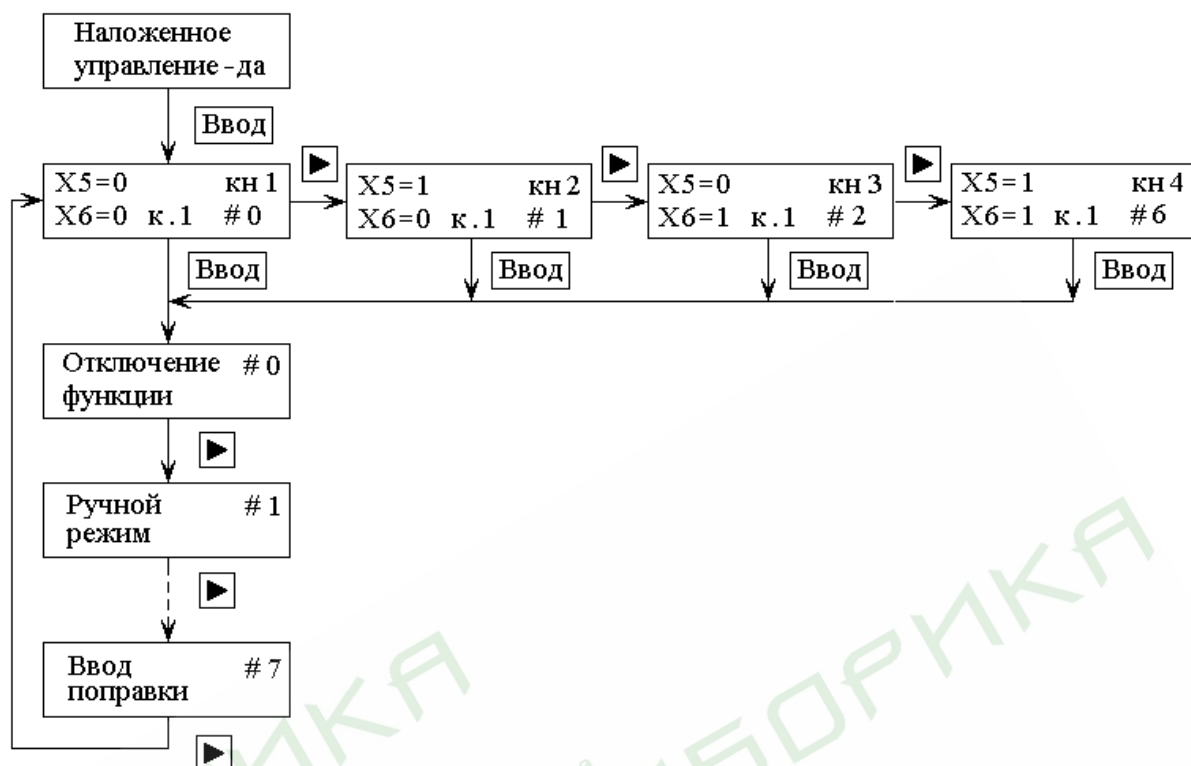 Наложенное
управление - да
Ввод
X5=0 кн 1
X6=0 к.1 # 0
X5=1 кн 2
X6=0 к.1 # 1
X5=0 кн 3
X6=1 к.1 # 2
X5=1 кн 4
X6=1 к.1 # 6
Ввод
Ввод
Ввод
Ввод
Отключение # 0
функции
Ручной # 1
режим
Ввод # 7
поправки